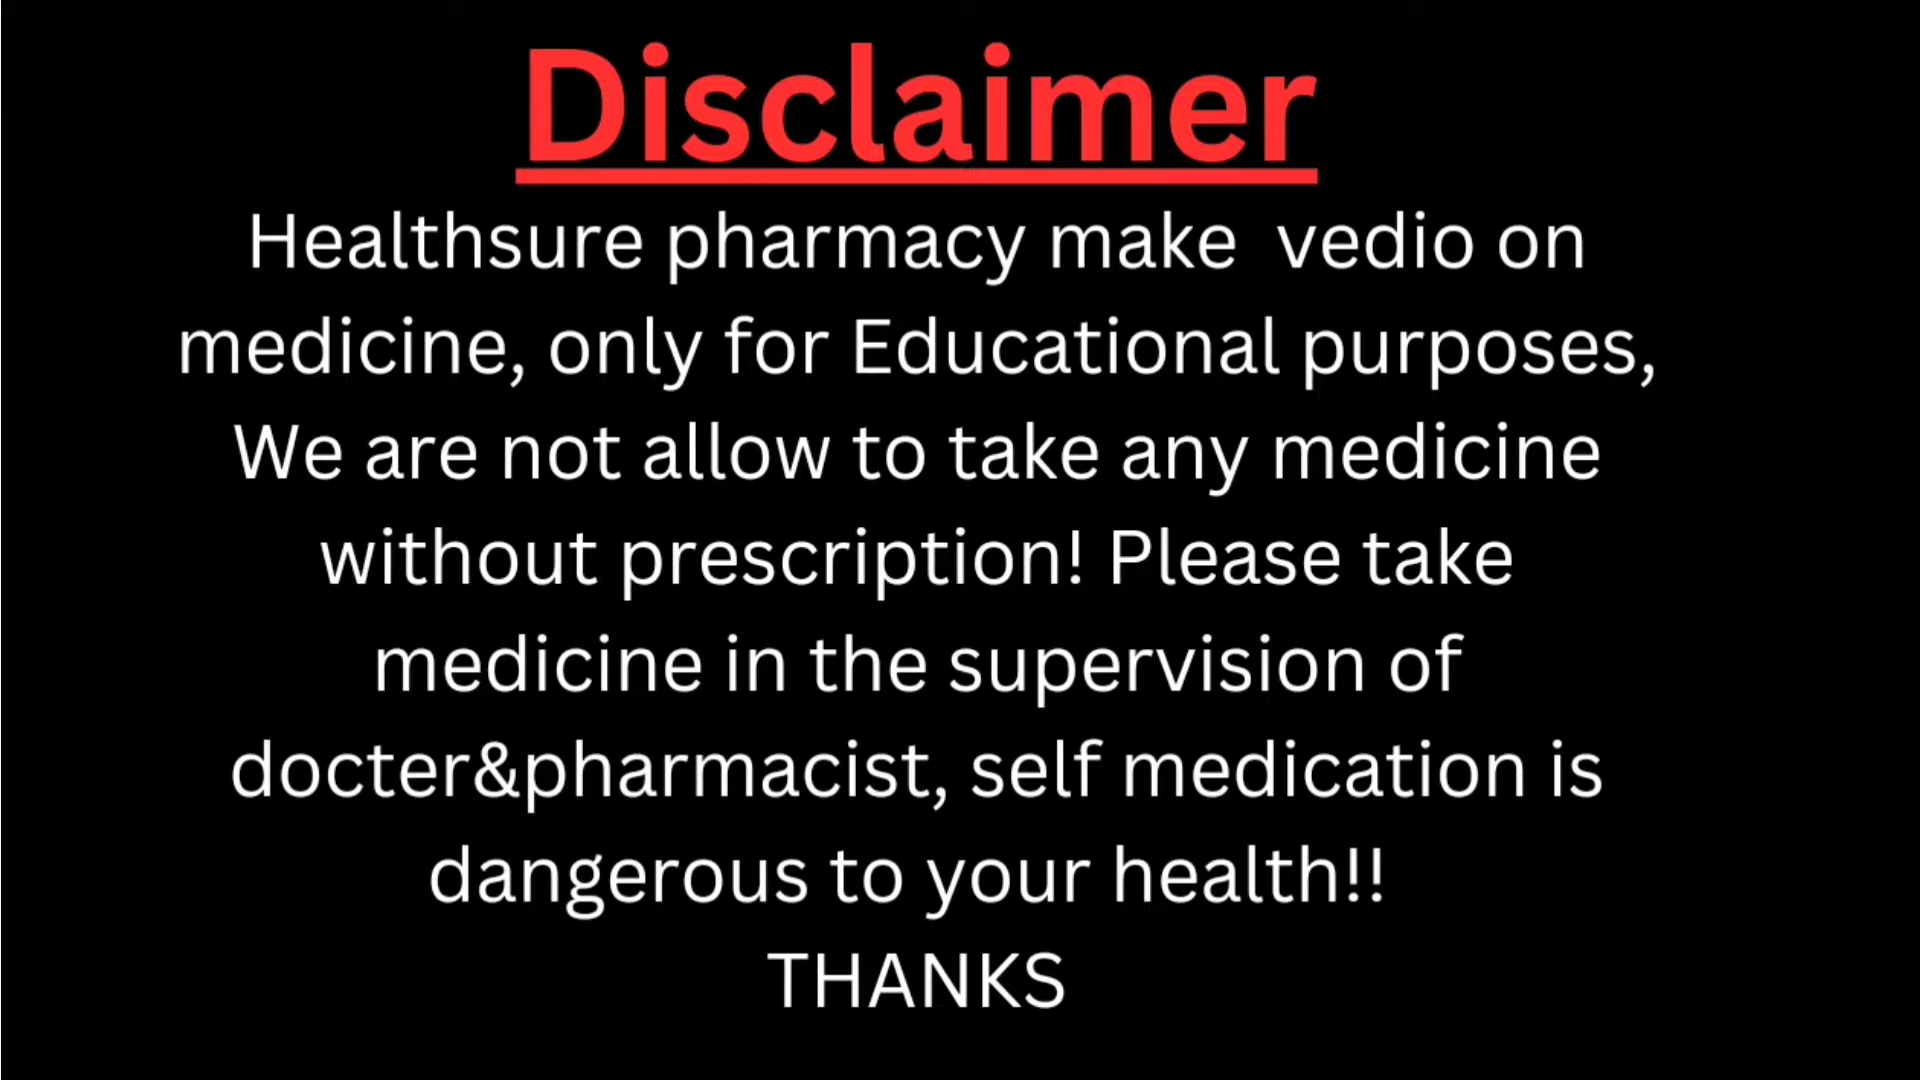 Disclaimer
Healthsure pharmacy make  vedio on
medicine, only for Educational purposes,
We are not allow to take any medicine
without prescription! Please take
medicine in the supervision of
docter&pharmacist, self medication is
dangerous to your health!!
THANKS